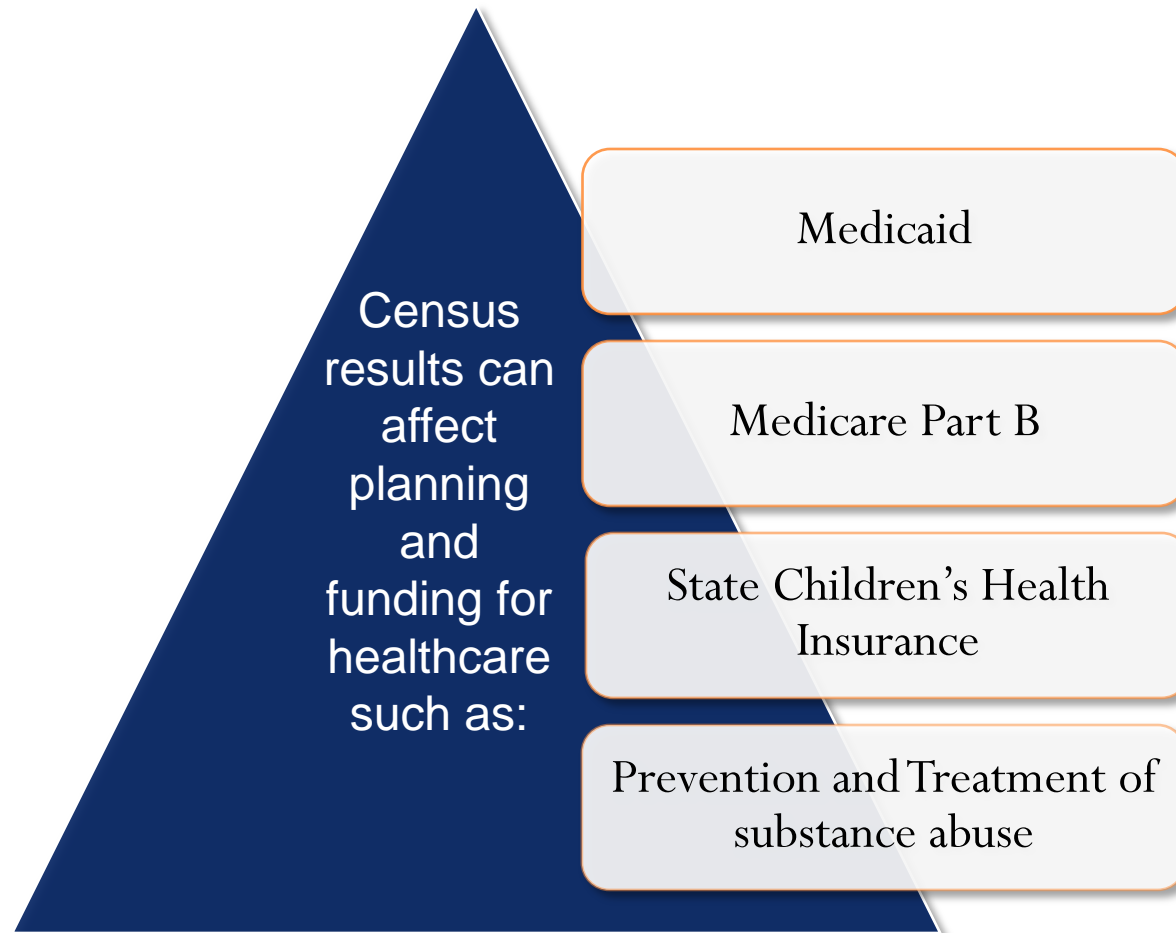 Census
results can
affect
planning
and
funding for
healthcare
such as:
Medicaid
Medicare Part B
State Children’s Health
Insurance
Prevention and Treatment of
substance abuse